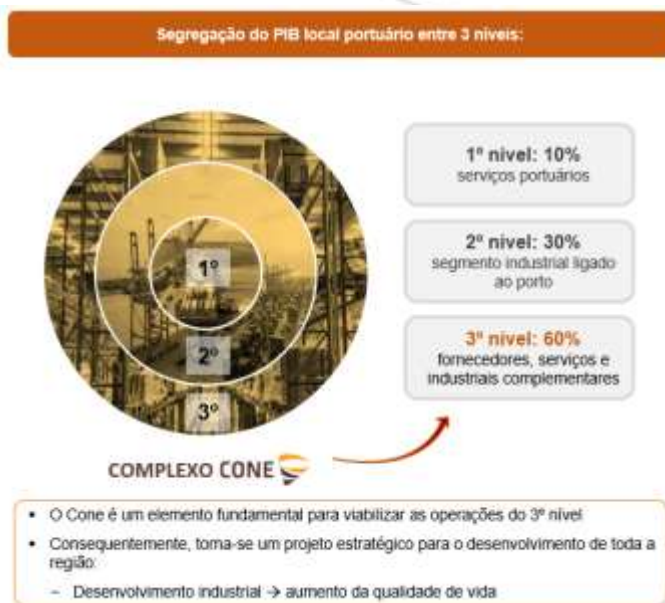 Segregação do PIB local portuário entre 3 níveis:
1º nível: 10%
serviços portuários
2º nível: 30%
segmento industrial ligado
ao porto
3º nível: 60%
fornecedores, serviços e
industriais complementares
1º
2º
3º
COMPLEXO CONE
▪ O Cone é um elemento fundamental para viabilizar as operações do 3º nível
▪ Consequentemente, torna-se um projeto estratégico para o desenvolvimento de toda a
região:
– Desenvolvimento industrial → aumento da qualidade de vida